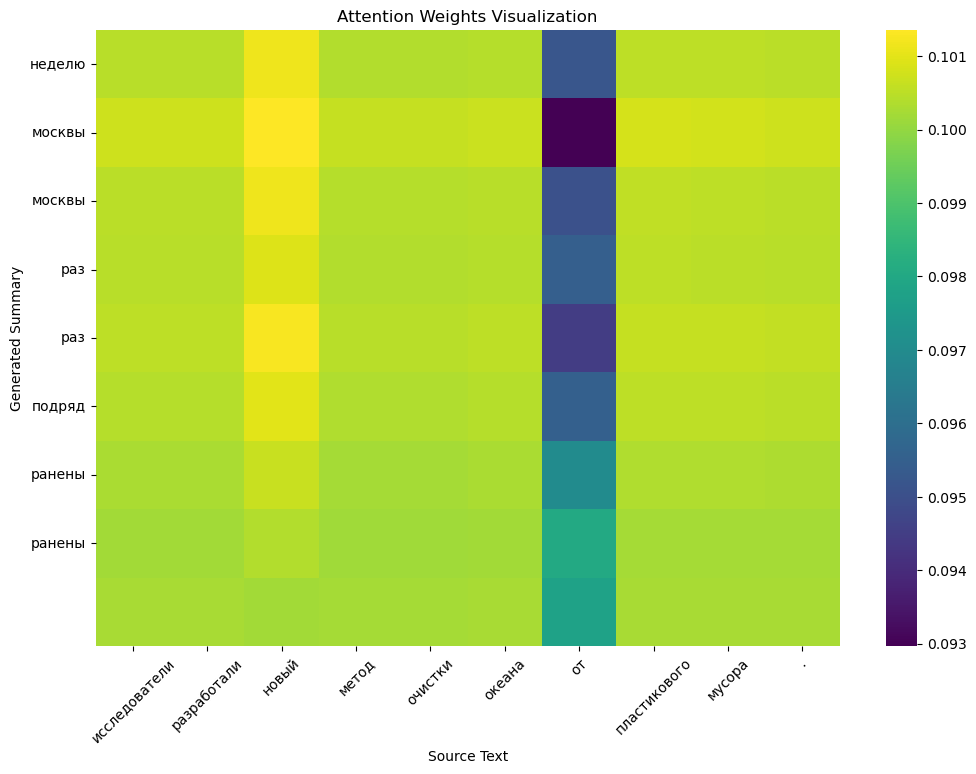 Attention Weights Visualization
Generated Summary
неделю
москвы
москвы
раз
раз
подряд
ранены
ранены
исследователи
разработали
новый
метод
очистки
океана
от
пластикового
мусора
.
Source Text
0.101
0.100
0.099
0.098
0.097
0.096
0.095
0.094
0.093